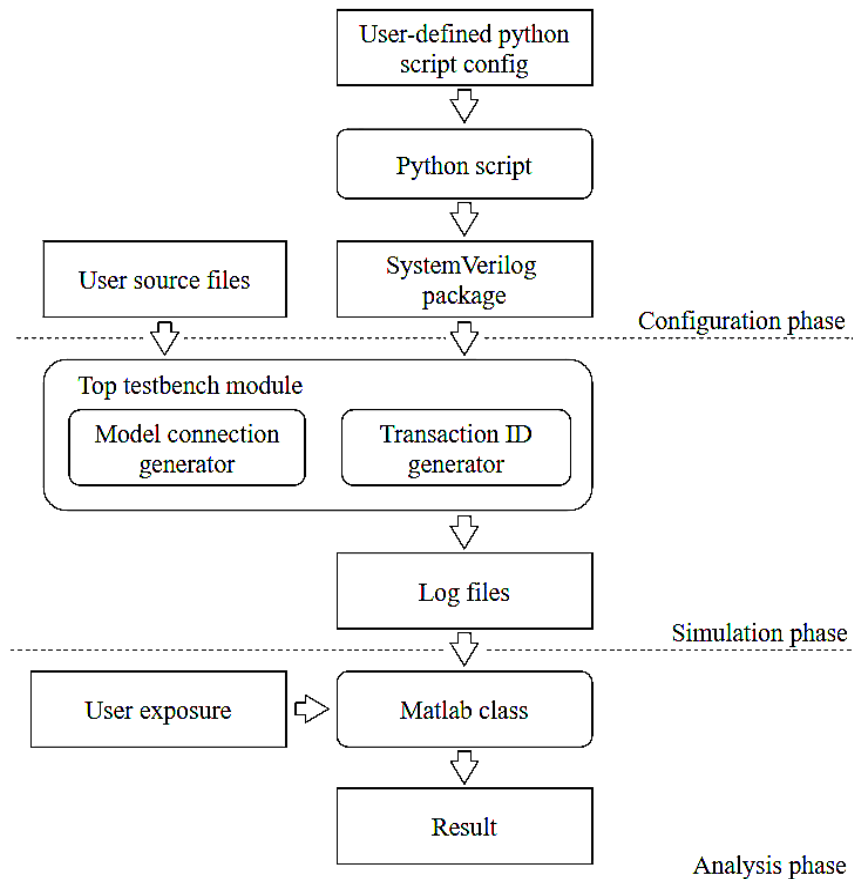 User-defined python
script config
Python script
User source files
SystemVerilog
package
Configuration phase
Top testbench module
Model connection
generator
Transaction ID
generator
Log files
Simulation phase
User exposure
Matlab class
Result
Analysis phase